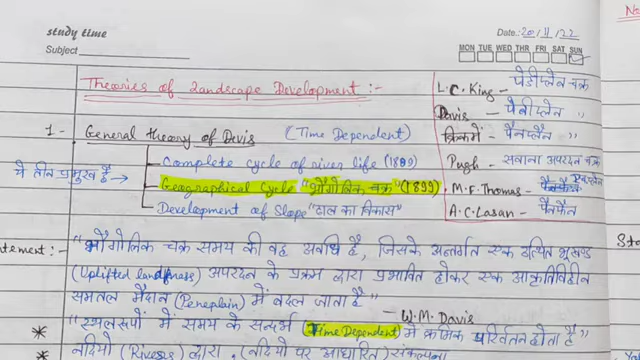 study time
Date: 20/11/22
Subject
MON TUE WED THR FRI SAT SUN
Theories of Landscape Development :-
L.C. King - पेडीप्लेन चक्र
Davis - पेनीप्लेन "
क्रिकमे - पैनप्लेन "
Pugh - सवाना अपरदन चक्र
M.F. Thomas -
A.C. Lasan - पैनफैन
1 - General theory of Devis (Time Dependent)
Complete cycle of river life (1899)
ये तीन प्रमुख हैं → Geographical Cycle "भौगोलिक चक्र" (1899)
Development of Slope "ढाल का विकास"
tatement :- "भौगोलिक चक्र समय की वह अवधि है, जिसके अन्तर्गत एक उत्थित भूखण्ड
(Uplifted landmass) अपरदन के प्रक्रम द्वारा प्रभावित होकर एक आकृतिविहीन
समतल मैदान (Peneplain) में बदल जाता है"
- W.M. Davis
* "स्थलरूपों में समय के सन्दर्भ (Time Dependent) में क्रमिक परिवर्तन होता है"
* नदियों (Rivers) द्वारा (नदियों पर आधारित) संकल्पना